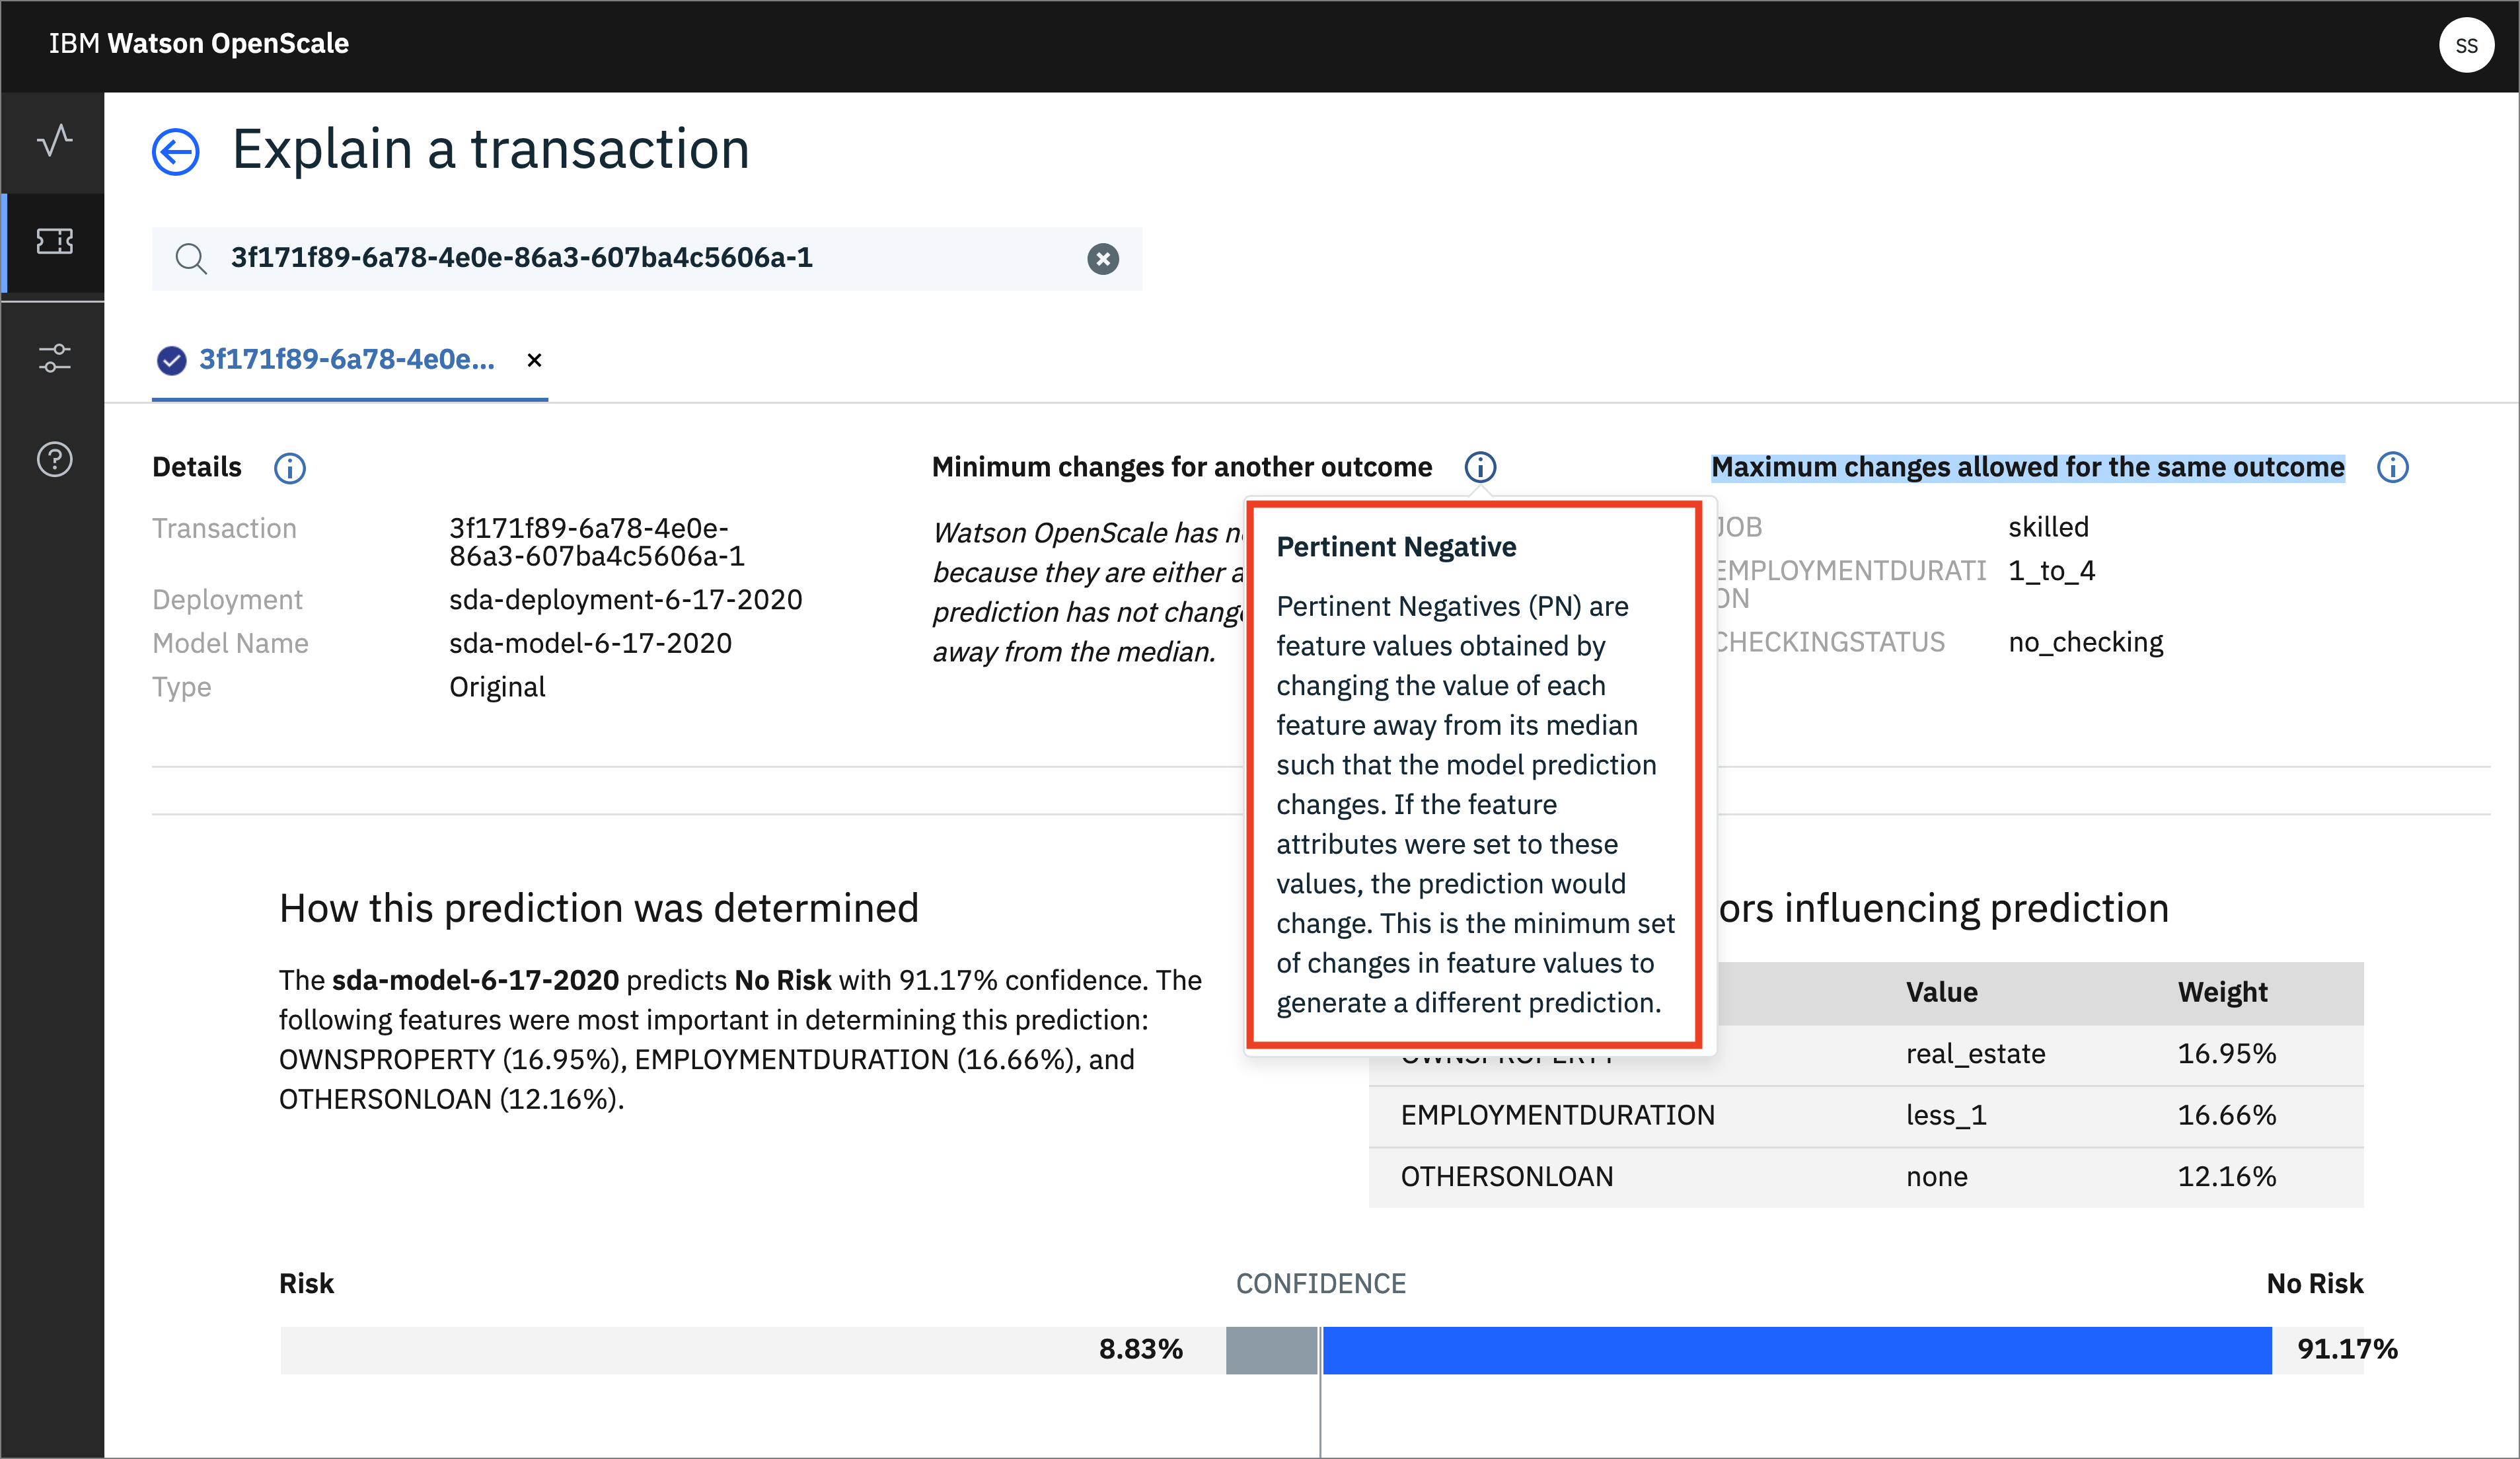 IBM Watson OpenScale
SS
Explain a transaction
3f171f89-6a78-4e0e-86a3-607ba4c5606a-1
3f171f89-6a78-4e0e...
Details
Transaction 3f171f89-6a78-4e0e-
86a3-607ba4c5606a-1
Deployment sda-deployment-6-17-2020
Model Name sda-model-6-17-2020
Type Original
Minimum changes for another outcome
Watson OpenScale has
because they are either
prediction has not
away from the median.
Pertinent Negative
Pertinent Negatives (PN) are
feature values obtained by
changing the value of each
feature away from its median
such that the model prediction
changes. If the feature
attributes were set to these
values, the prediction would
change. This is the minimum set
of changes in feature values to
generate a different prediction.
Maximum changes allowed for the same outcome
JOB skilled
EMPLOYMENTDURATI 1_to_4
ON
CHECKINGSTATUS no_checking
How this prediction was determined
The sda-model-6-17-2020 predicts No Risk with 91.17% confidence. The
following features were most important in determining this prediction:
OWNSPROPERTY (16.95%), EMPLOYMENTDURATION (16.66%), and
OTHERSONLOAN (12.16%).
ors influencing prediction
Value Weight
OWNSPROPERTY real_estate 16.95%
EMPLOYMENTDURATION less_1 16.66%
OTHERSONLOAN none 12.16%
Risk CONFIDENCE No Risk
8.83% 91.17%